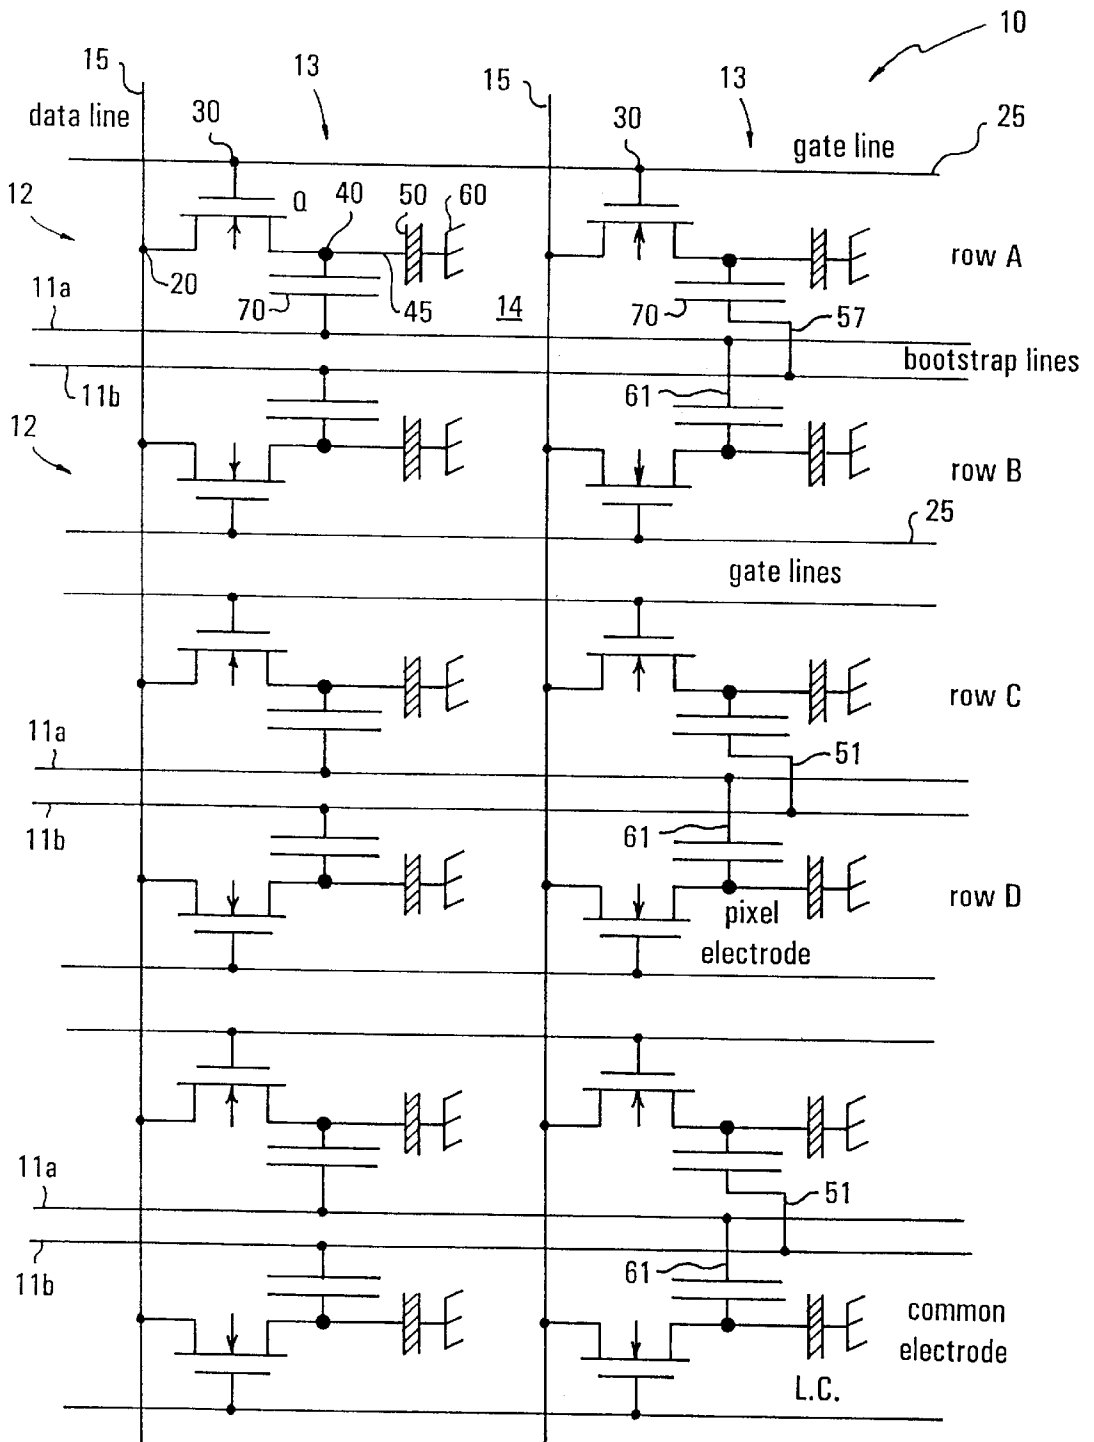 10
15
13
15
13
data line
30
30
gate line
25
12
Q
40
50
60
row A
20
11a
70
45
14
70
57
bootstrap lines
11b
61
12
row B
25
gate lines
row C
11a
51
11b
61
row D
pixel
electrode
11a
51
11b
61
common
electrode
L.C.